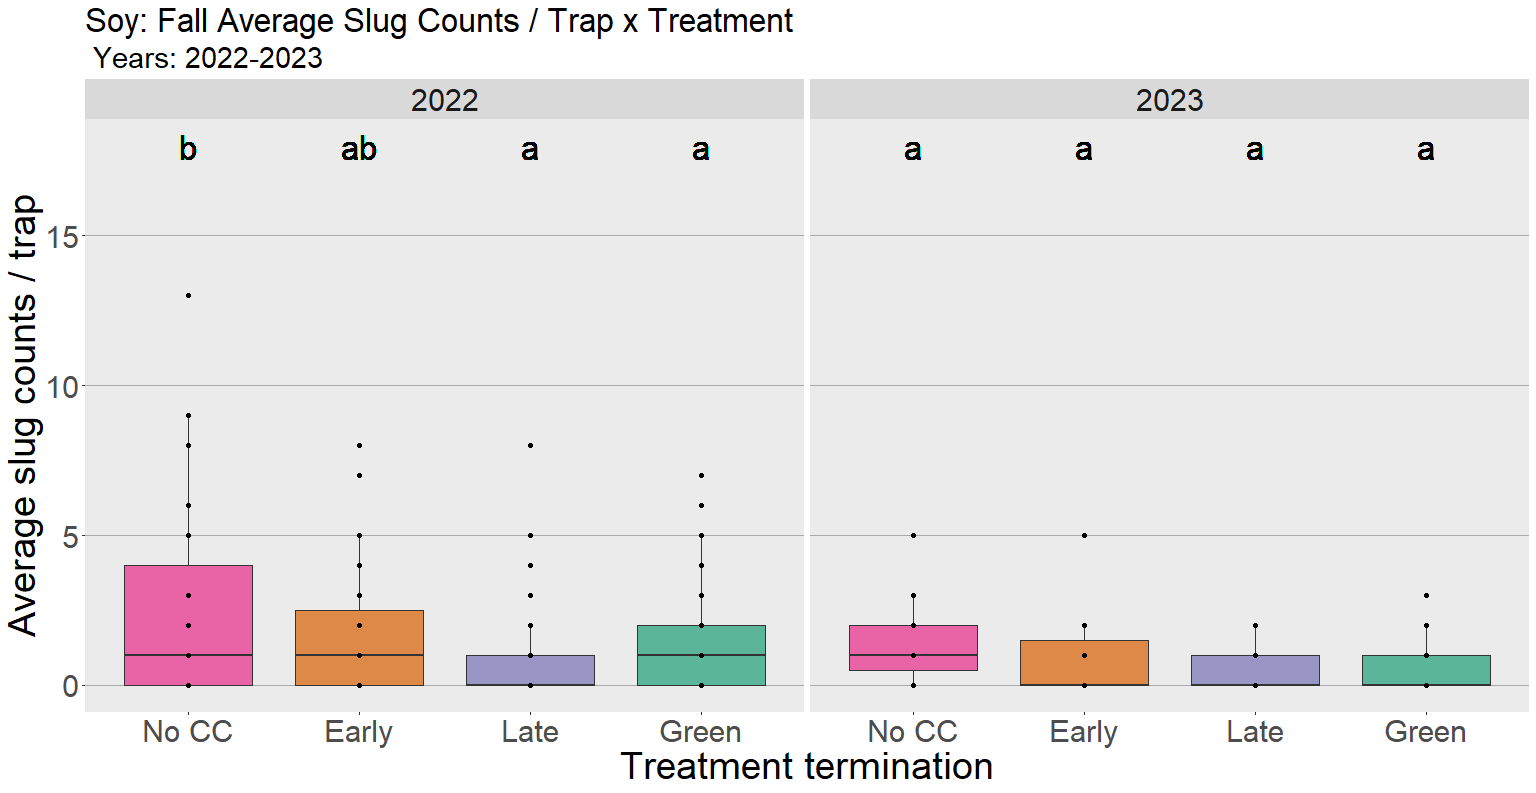 Soy: Fall Average Slug Counts / Trap x Treatment
Years: 2022-2023
2022
2023
b ab a a
a a a a
Average slug counts / trap
15
10
5
0
No CC Early Late Green
No CC Early Late Green
Treatment termination